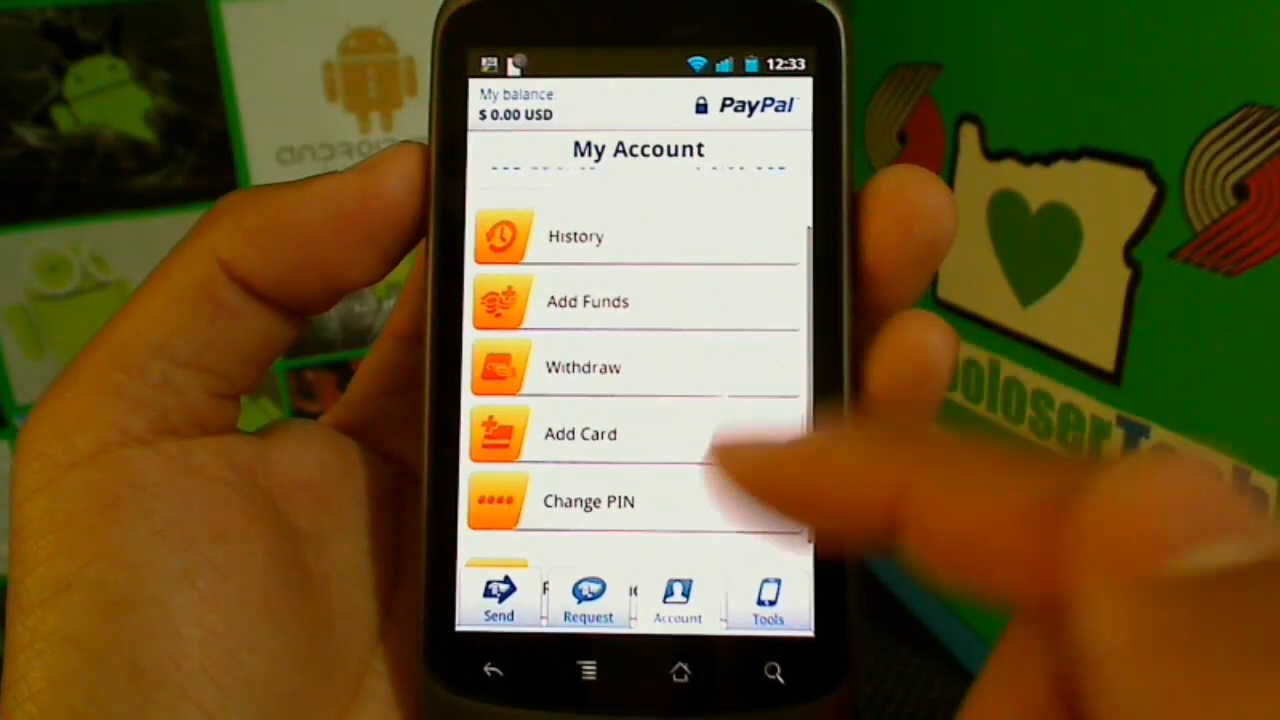 ANDROID
12:33
My balance:
$ 0.00 USD
PayPal
My Account
History
Add Funds
Withdraw
Add Card
Change PIN
Send
Request
Account
Tools